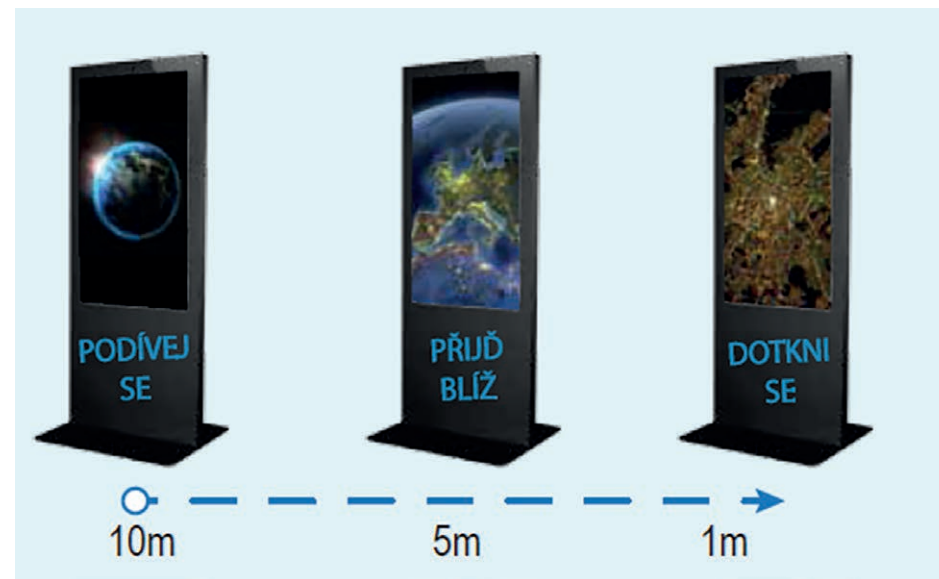 PODÍVEJ
SE
PŘIJĎ
BLÍŽ
DOTKNI
SE
10m
5m
1m